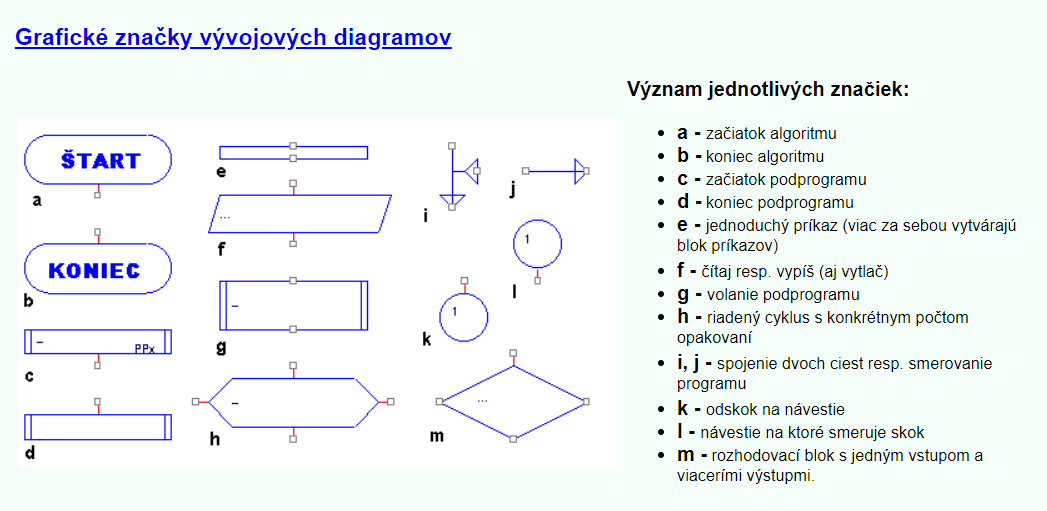 Grafické značky vývojových diagramov
Význam jednotlivých značiek:
ŠTART
a
KONIEC
b
– PPx
c
d
e
...
f
–
g
–
h
i
j
1
l
1
k
...
m
• a - začiatok algoritmu
• b - koniec algoritmu
• c - začiatok podprogramu
• d - koniec podprogramu
• e - jednoduchý príkaz (viac za sebou vytvárajú
blok príkazov)
• f - čítaj resp. vypíš (aj vytlač)
• g - volanie podprogramu
• h - riadený cyklus s konkrétnym počtom
opakovaní
• i, j - spojenie dvoch ciest resp. smerovanie
programu
• k - odskok na návestie
• l - návestie na ktoré smeruje skok
• m - rozhodovací blok s jedným vstupom a
viacerími výstupmi.